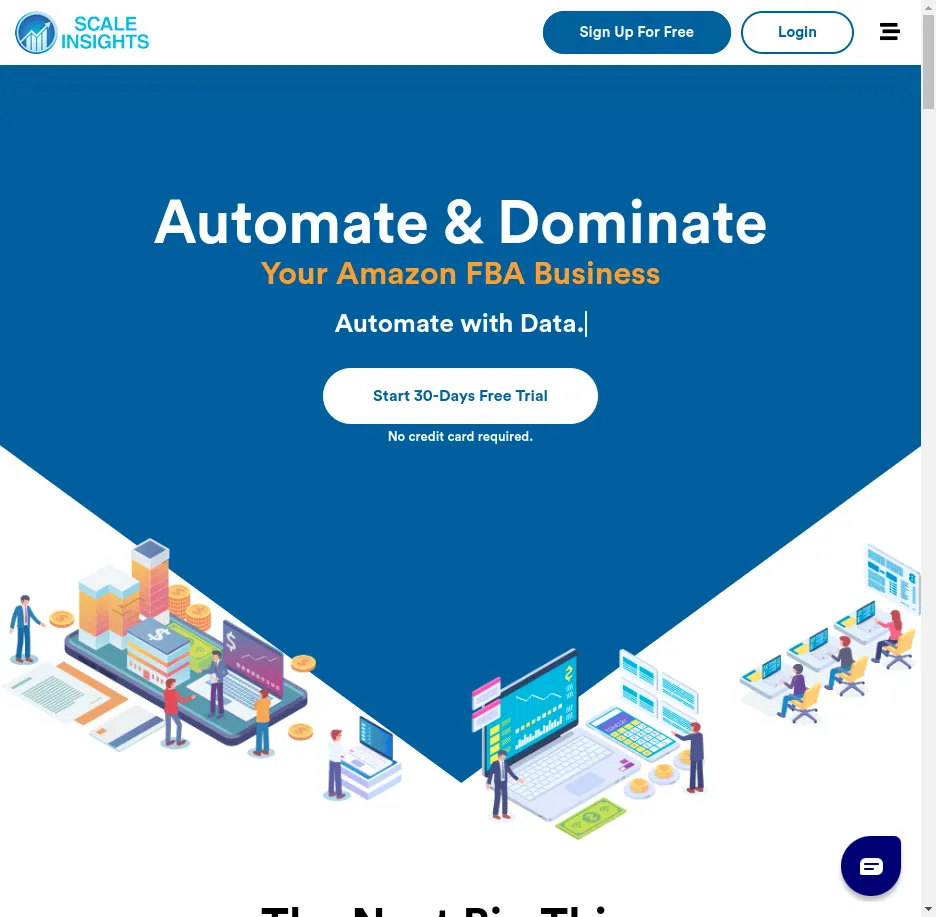 SCALE
INSIGHTS
Sign Up For Free
Login
Automate & Dominate
Your Amazon FBA Business
Automate with Data.
Start 30-Days Free Trial
No credit card required.